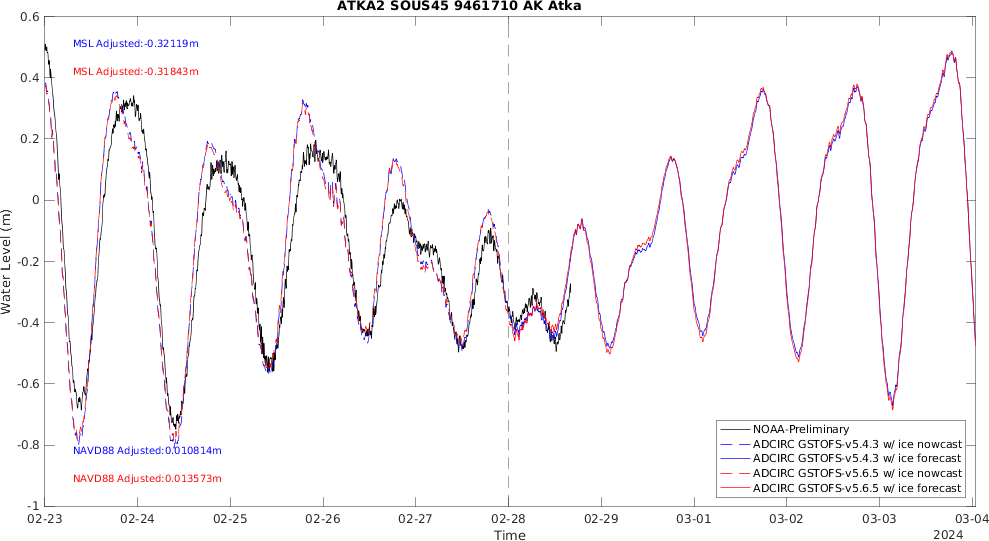 ATKA2 SOUS45 9461710 AK Atka
0.6
0.4
0.2
0
-0.2
-0.4
-0.6
-0.8
-1
Water Level (m)
MSL Adjusted:-0.32119m
MSL Adjusted:-0.31843m
NAVD88 Adjusted:0.010814m
NAVD88 Adjusted:0.013573m
NOAA-Preliminary
ADCIRC GSTOFS-v5.4.3 w/ ice nowcast
ADCIRC GSTOFS-v5.4.3 w/ ice forecast
ADCIRC GSTOFS-v5.6.5 w/ ice nowcast
ADCIRC GSTOFS-v5.6.5 w/ ice forecast
02-23 02-24 02-25 02-26 02-27 02-28 02-29 03-01 03-02 03-03 03-04
Time
2024